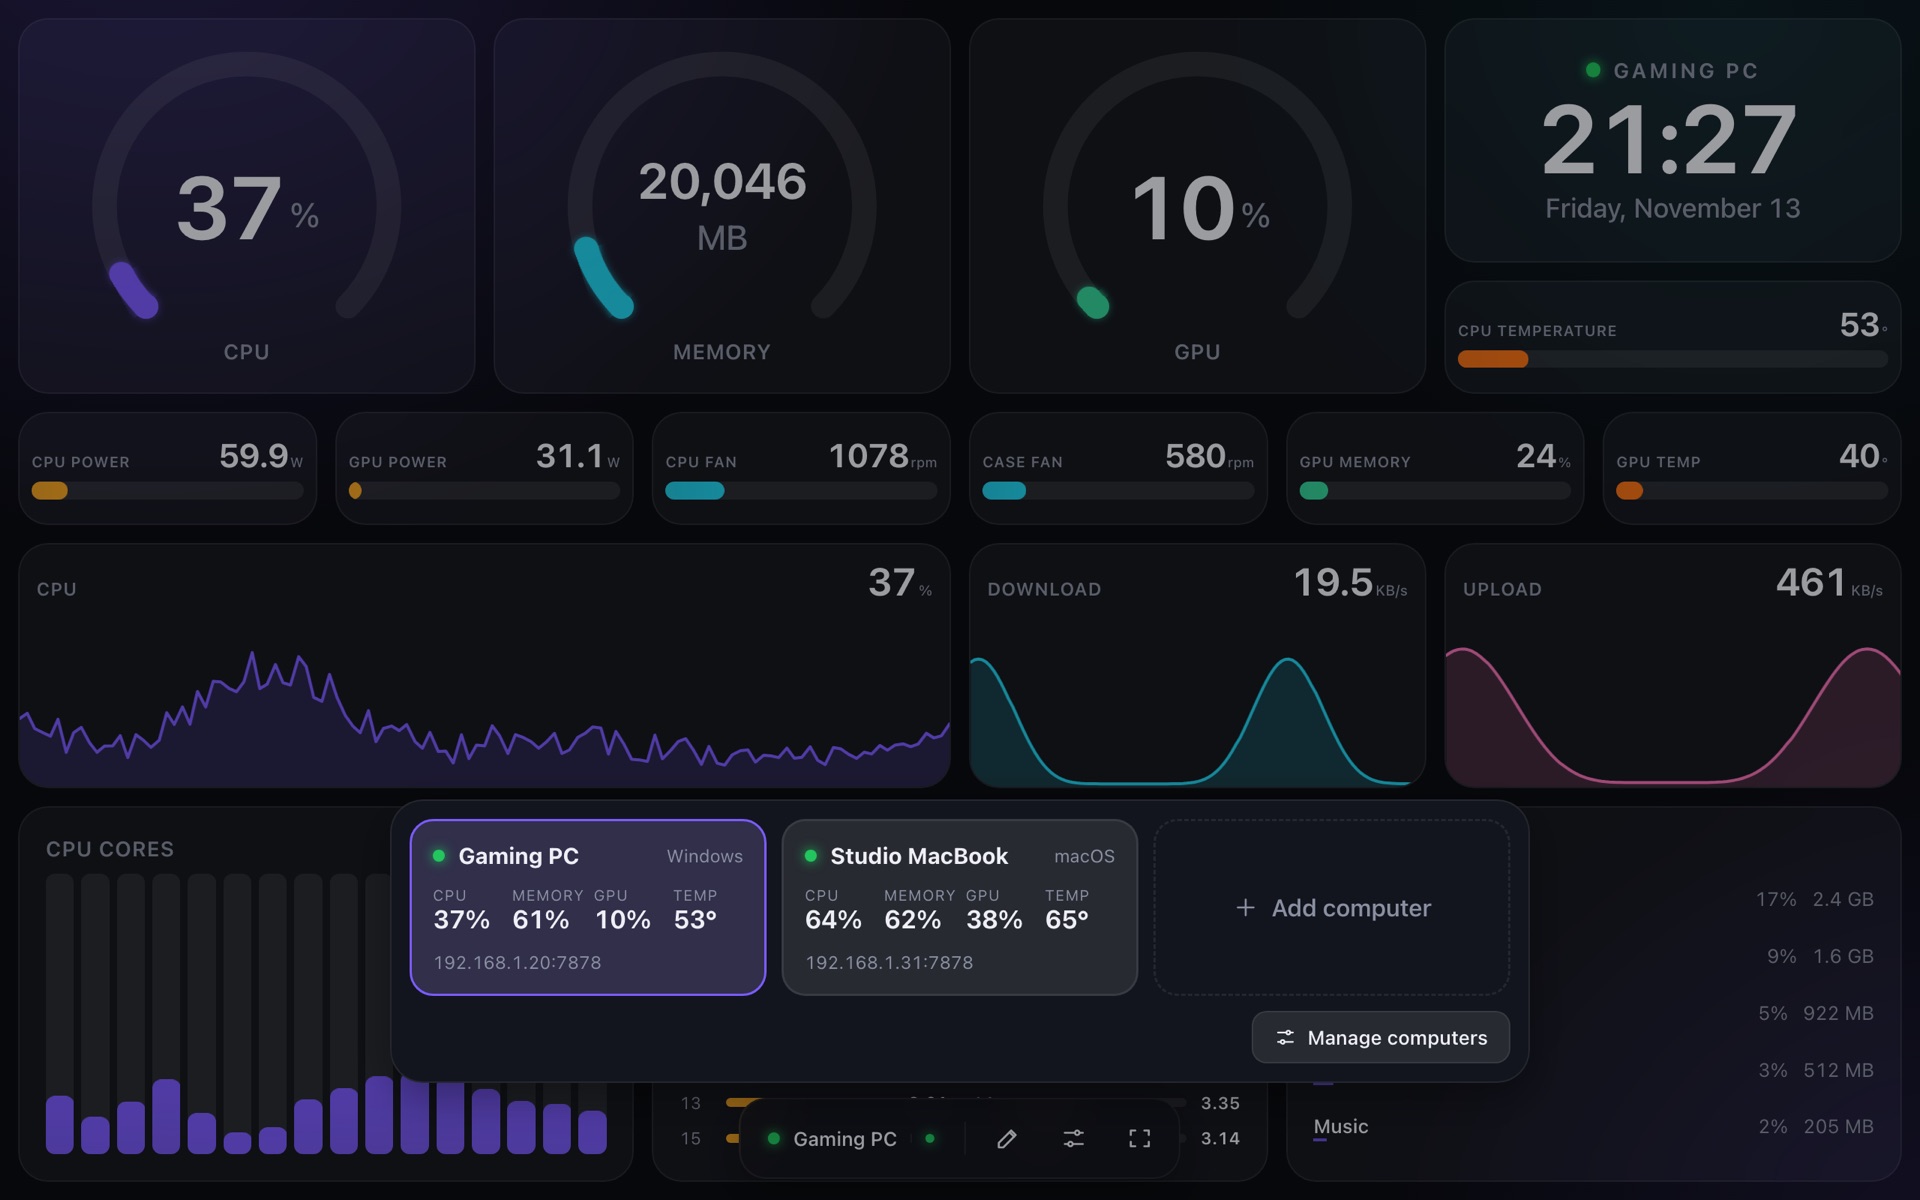 37 %
CPU
20,046
MB
MEMORY
10 %
GPU
GAMING PC
21:27
Friday, November 13
CPU TEMPERATURE 53°
CPU POWER 59.9 W
GPU POWER 31.1 W
CPU FAN 1078 rpm
CASE FAN 580 rpm
GPU MEMORY 24 %
GPU TEMP 40°
CPU 37 %
DOWNLOAD 19.5 KB/s
UPLOAD 461 KB/s
CPU CORES
Gaming PC Windows
CPU MEMORY GPU TEMP
37% 61% 10% 53°
192.168.1.20:7878
Studio MacBook macOS
CPU MEMORY GPU TEMP
64% 62% 38% 65°
192.168.1.31:7878
+ Add computer
Manage computers
13 3.35
15 3.14
17% 2.4 GB
9% 1.6 GB
5% 922 MB
3% 512 MB
Music 2% 205 MB
Gaming PC